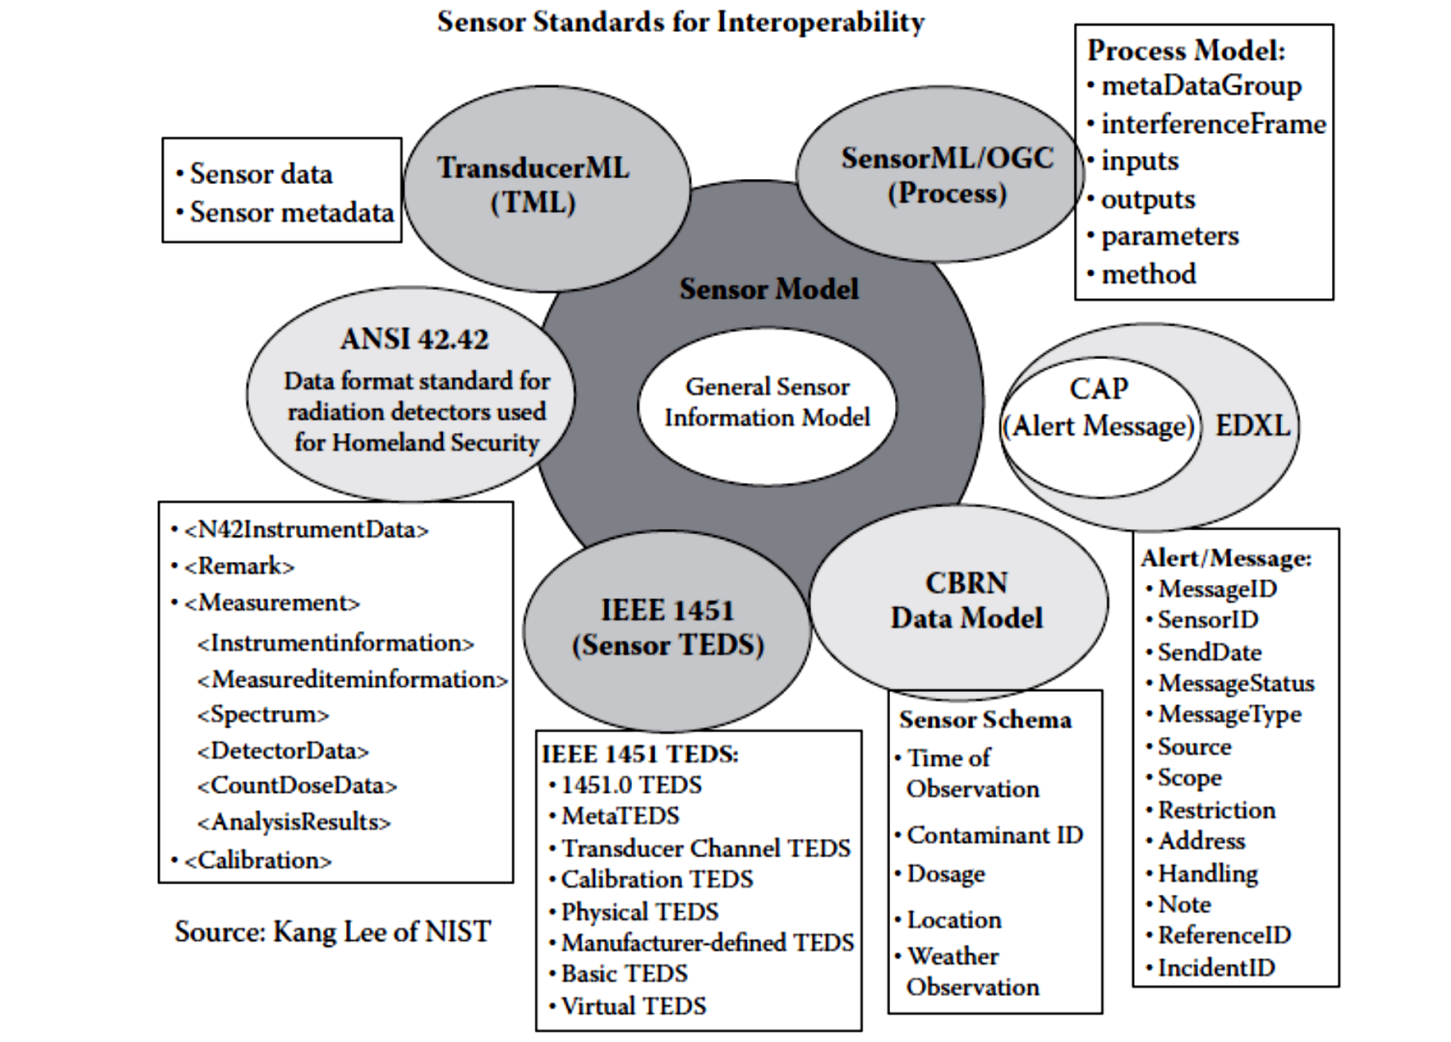 Sensor Standards for Interoperability
Process Model:
• metaDataGroup
• interferenceFrame
• inputs
• outputs
• parameters
• method
SensorML/OGC
(Process)
TransducerML
(TML)
• Sensor data
• Sensor metadata
Sensor Model
General Sensor
Information Model
ANSI 42.42
Data format standard for
radiation detectors used
for Homeland Security
• <N42InstrumentData>
• <Remark>
• <Measurement>
<Instrumentinformation>
<Measurediteminformation>
<Spectrum>
<DetectorData>
<CountDoseData>
<AnalysisResults>
• <Calibration>
CAP
(Alert Message)
EDXL
IEEE 1451
(Sensor TEDS)
IEEE 1451 TEDS:
• 1451.0 TEDS
• MetaTEDS
• Transducer Channel TEDS
• Calibration TEDS
• Physical TEDS
• Manufacturer-defined TEDS
• Basic TEDS
• Virtual TEDS
CBRN
Data Model
Sensor Schema
• Time of
Observation
• Contaminant ID
• Dosage
• Location
• Weather
Observation
Alert/Message:
• MessageID
• SensorID
• SendDate
• MessageStatus
• MessageType
• Source
• Scope
• Restriction
• Address
• Handling
• Note
• ReferenceID
• IncidentID
Source: Kang Lee of NIST